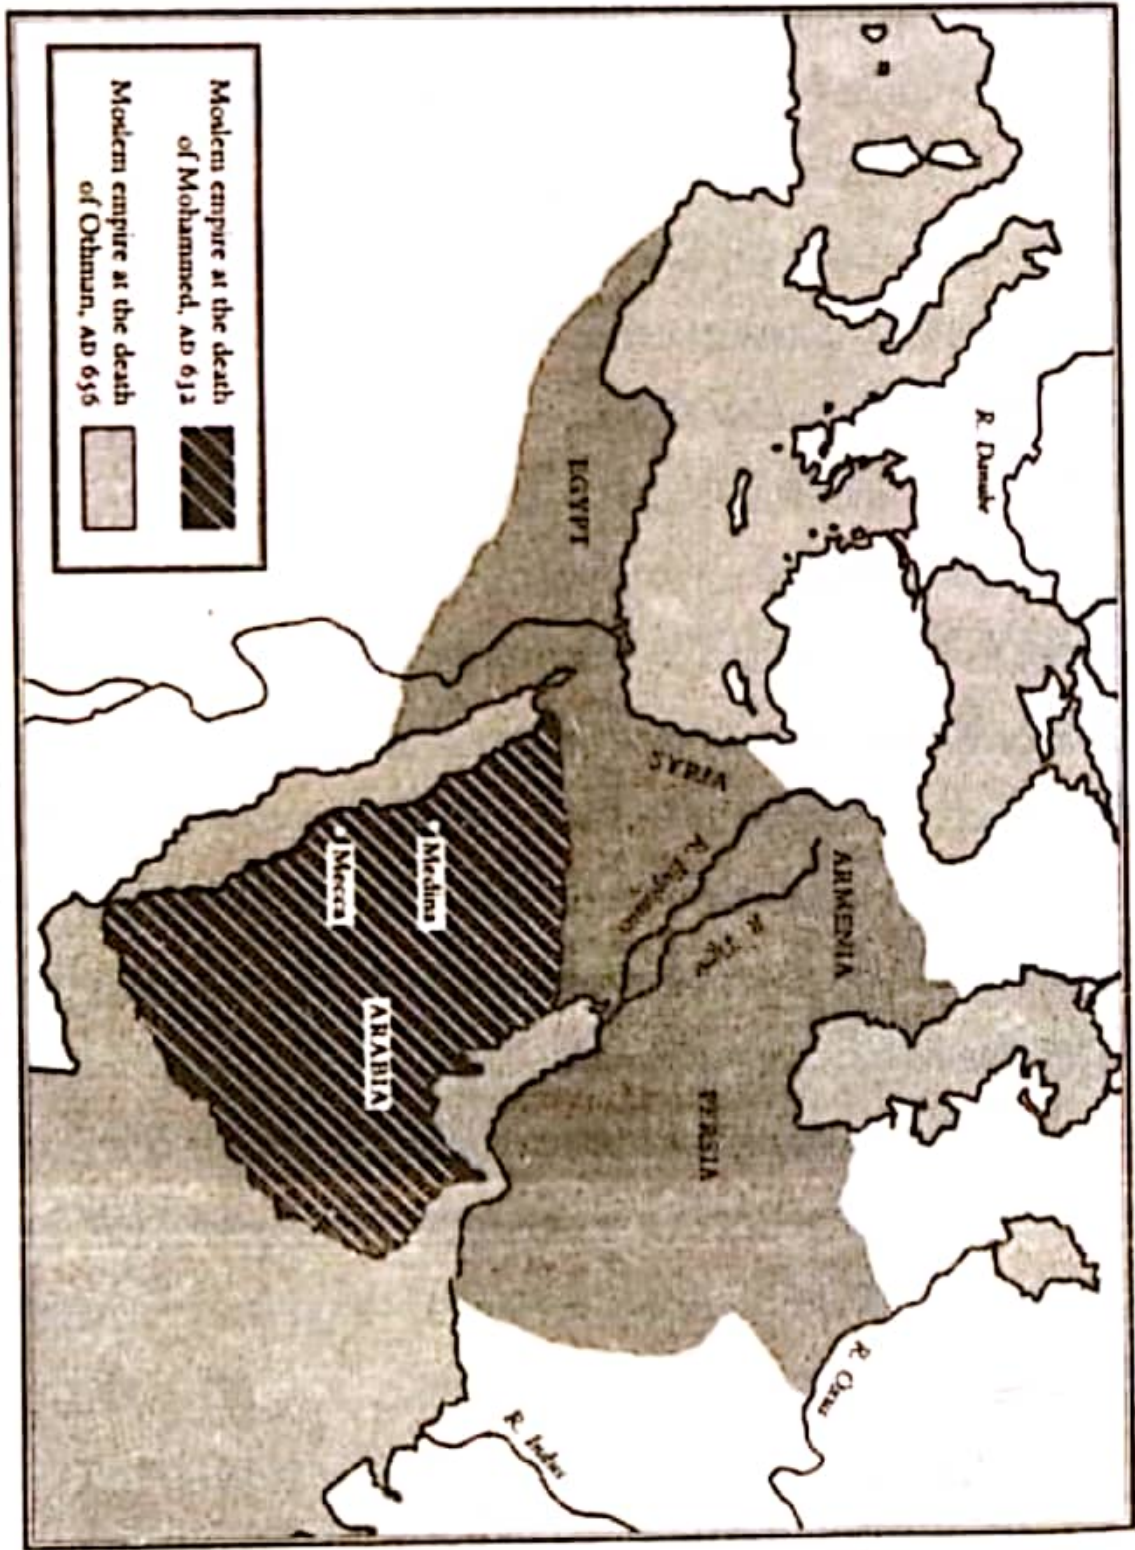 D =
R. Danube
EGYPT
SYRIA
ARMENIA
R. Euphrates
R. Tigris
PERSIA
Medina
Mecca
ARABIA
R. Oxus
R. Indus
Moslem empire at the death
of Mohammed, AD 632
Moslem empire at the death
of Othman, AD 656